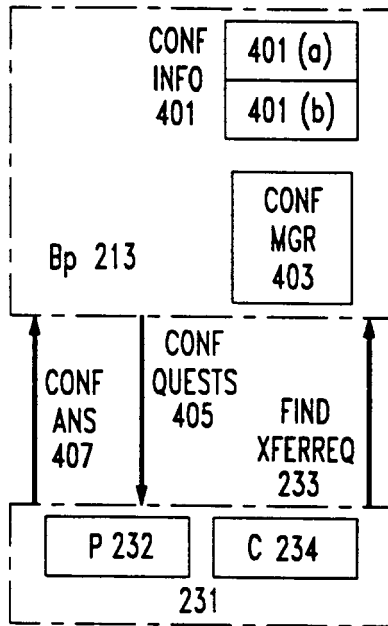 CONF
INFO
401
401 (a)
401 (b)
CONF
MGR
403
Bp 213
CONF
ANS
407
CONF
QUESTS
405
FIND
XFERREQ
233
P 232
C 234
231